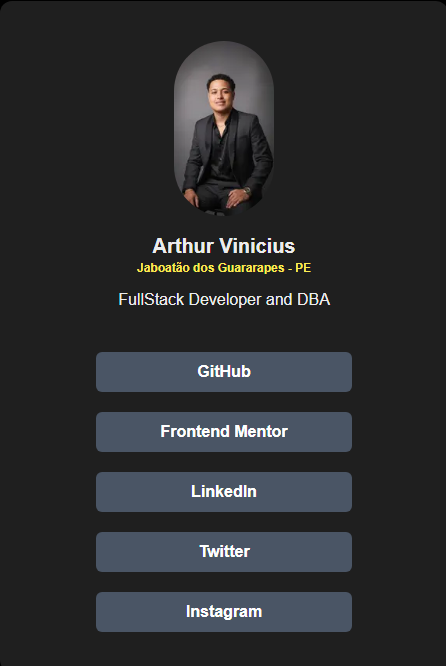 Arthur Vinicius
Jaboatão dos Guararapes - PE
FullStack Developer and DBA
GitHub
Frontend Mentor
LinkedIn
Twitter
Instagram